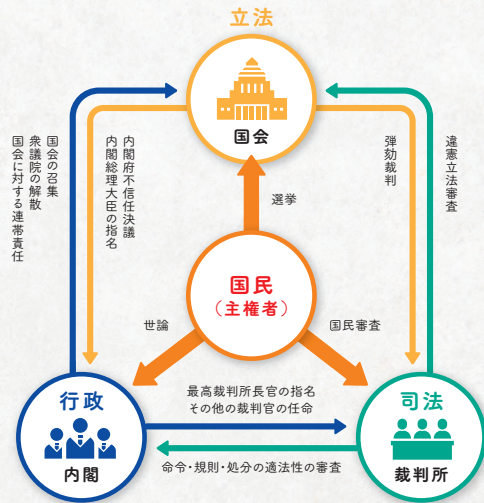 立法
国会
国会の召集
衆議院の解散
国会に対する連帯責任
内閣府不信任決議
内閣総理大臣の指名
弾劾裁判
違憲立法審査
選挙
国民
（主権者）
世論
国民審査
行政
内閣
最高裁判所長官の指名
その他の裁判官の任命
命令・規則・処分の適法性の審査
司法
裁判所